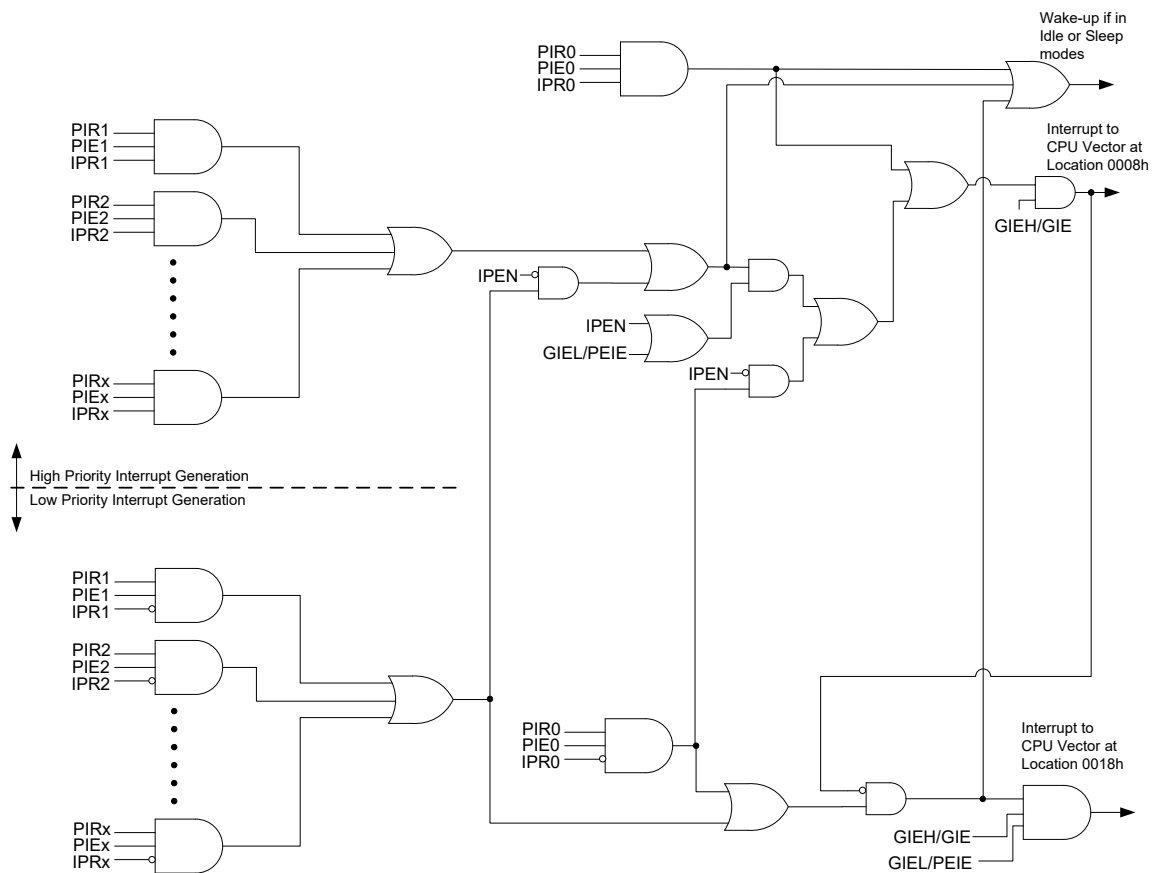 Wake-up if in
Idle or Sleep
modes
PIR0
PIE0
IPR0
Interrupt to
CPU Vector at
Location 0008h
PIR1
PIE1
IPR1
PIR2
PIE2
IPR2
GIEH/GIE
IPEN
IPEN
GIEL/PEIE
IPEN
PIRx
PIEx
IPRx
High Priority Interrupt Generation
Low Priority Interrupt Generation
PIR1
PIE1
IPR1
PIR2
PIE2
IPR2
PIR0
PIE0
IPR0
Interrupt to
CPU Vector at
Location 0018h
PIRx
PIEx
IPRx
GIEH/GIE
GIEL/PEIE